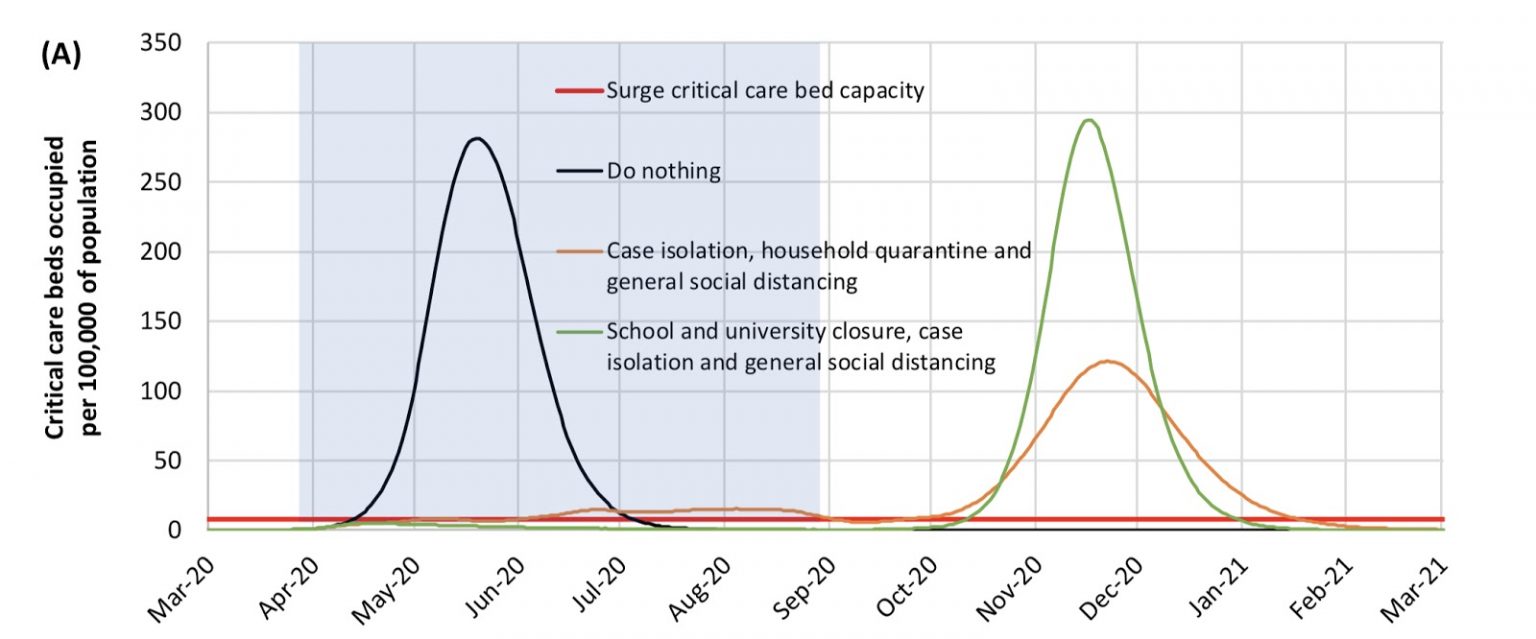 (A)
Critical care beds occupied
per 100,000 of population
350
300
250
200
150
100
50
0
Surge critical care bed capacity
Do nothing
Case isolation, household quarantine and
general social distancing
School and university closure, case
isolation and general social distancing
Mar-20
Apr-20
May-20
Jun-20
Jul-20
Aug-20
Sep-20
Oct-20
Nov-20
Dec-20
Jan-21
Feb-21
Mar-21